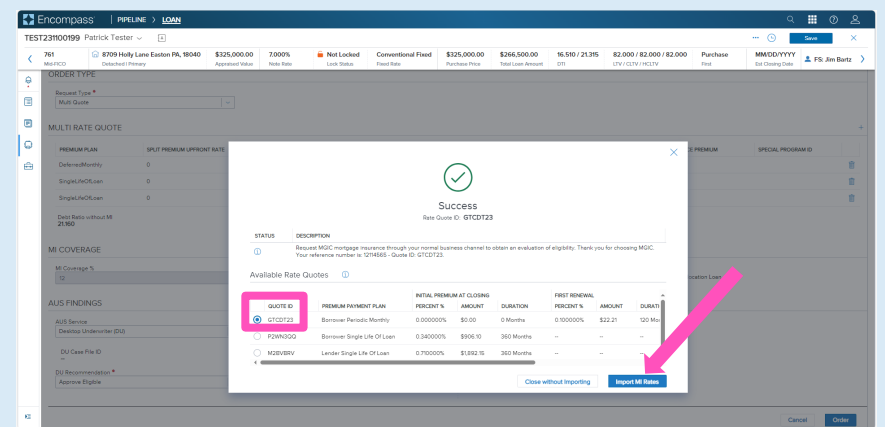 Encompass | PIPELINE > LOAN
TEST231100199 Patrick Tester
Save
761 8709 Holly Lane Easton PA, 18040 $325,000.00 7.000% Not Locked Conventional Fixed $325,000.00 $266,500.00 16.510 / 21.315 82.000 / 82.000 / 82.000 Purchase MM/DD/YYYY FS: Jim Bartz
Mid-FICO Detached | Primary Appraised Value Note Rate Lock Status Fixed Rate Purchase Price Total Loan Amount DTI LTV / CLTV / HCLTV First Est Closing Date
ORDER TYPE
Request Type *
Multi Quote
MULTI RATE QUOTE
PREMIUM PLAN SPLIT PREMIUM UPFRONT RATE PREMIUM SPECIAL PROGRAM ID
DeferredMonthly 0
SingleLifeOfLoan 0
SingleLifeOfLoan 0
Debt Ratio without MI
21.160
MI COVERAGE
MI Coverage %
12
ocation Loan
AUS FINDINGS
AUS Service
Desktop Underwriter (DU)
DU Case File ID
--
DU Recommendation *
Approve Eligible
Success
Rate Quote ID: GTCDT23
STATUS DESCRIPTION
Request MGIC mortgage insurance through your normal business channel to obtain an evaluation of eligibility. Thank you for choosing MGIC.
Your reference number is: 12114565 - Quote ID: GTCDT23.
Available Rate Quotes
INITIAL PREMIUM AT CLOSING FIRST RENEWAL
QUOTE ID PREMIUM PAYMENT PLAN PERCENT % AMOUNT DURATION PERCENT % AMOUNT DURATI
GTCDT23 Borrower Periodic Monthly 0.000000% $0.00 0 Months 0.100000% $22.21 120 Mo
P2WN3QQ Borrower Single Life Of Loan 0.340000% $906.10 360 Months -- -- --
M2BVBRV Lender Single Life Of Loan 0.710000% $1,892.15 360 Months -- -- --
Close without Importing Import MI Rates
Cancel Order